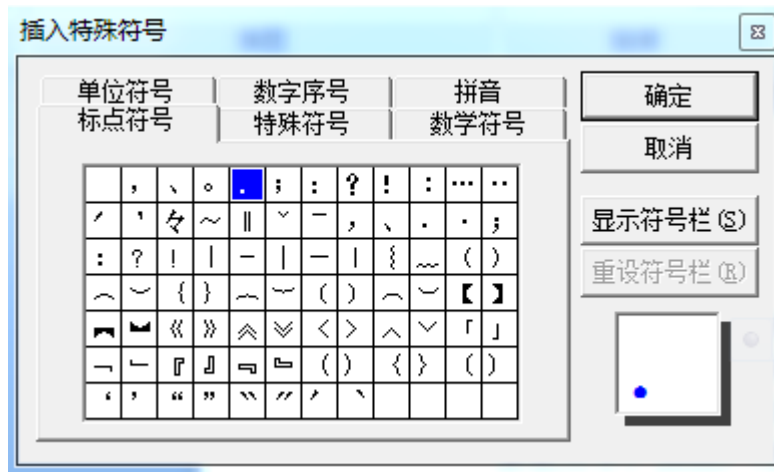 插入特殊符号
单位符号 数字序号 拼音
标点符号 特殊符号 数学符号
确定
取消
显示符号栏(S)
重设符号栏(R)
， 、 。 ． ； ： ？ ！ ︰ … ‥
′ ‵ 々 ～ ‖ ˇ ﹉ ﹐ ﹑ ﹒ · ﹔
﹕ ﹖ ﹗ ｜ – ︱ — ︳ ︴ ﹏ （ ）
︵ ︶ ｛ ｝ ︷ ︸ 〔 〕 ︹ ︺ 【 】
︻ ︼ 《 》 ︽ ︾ 〈 〉 ︿ ﹀ 「 」
﹁ ﹂ 『 』 ﹃ ﹄ ﹙ ﹚ ﹛ ﹜ ﹝ ﹞
‘ ’ “ ” 〝 〞 ˊ ˋ